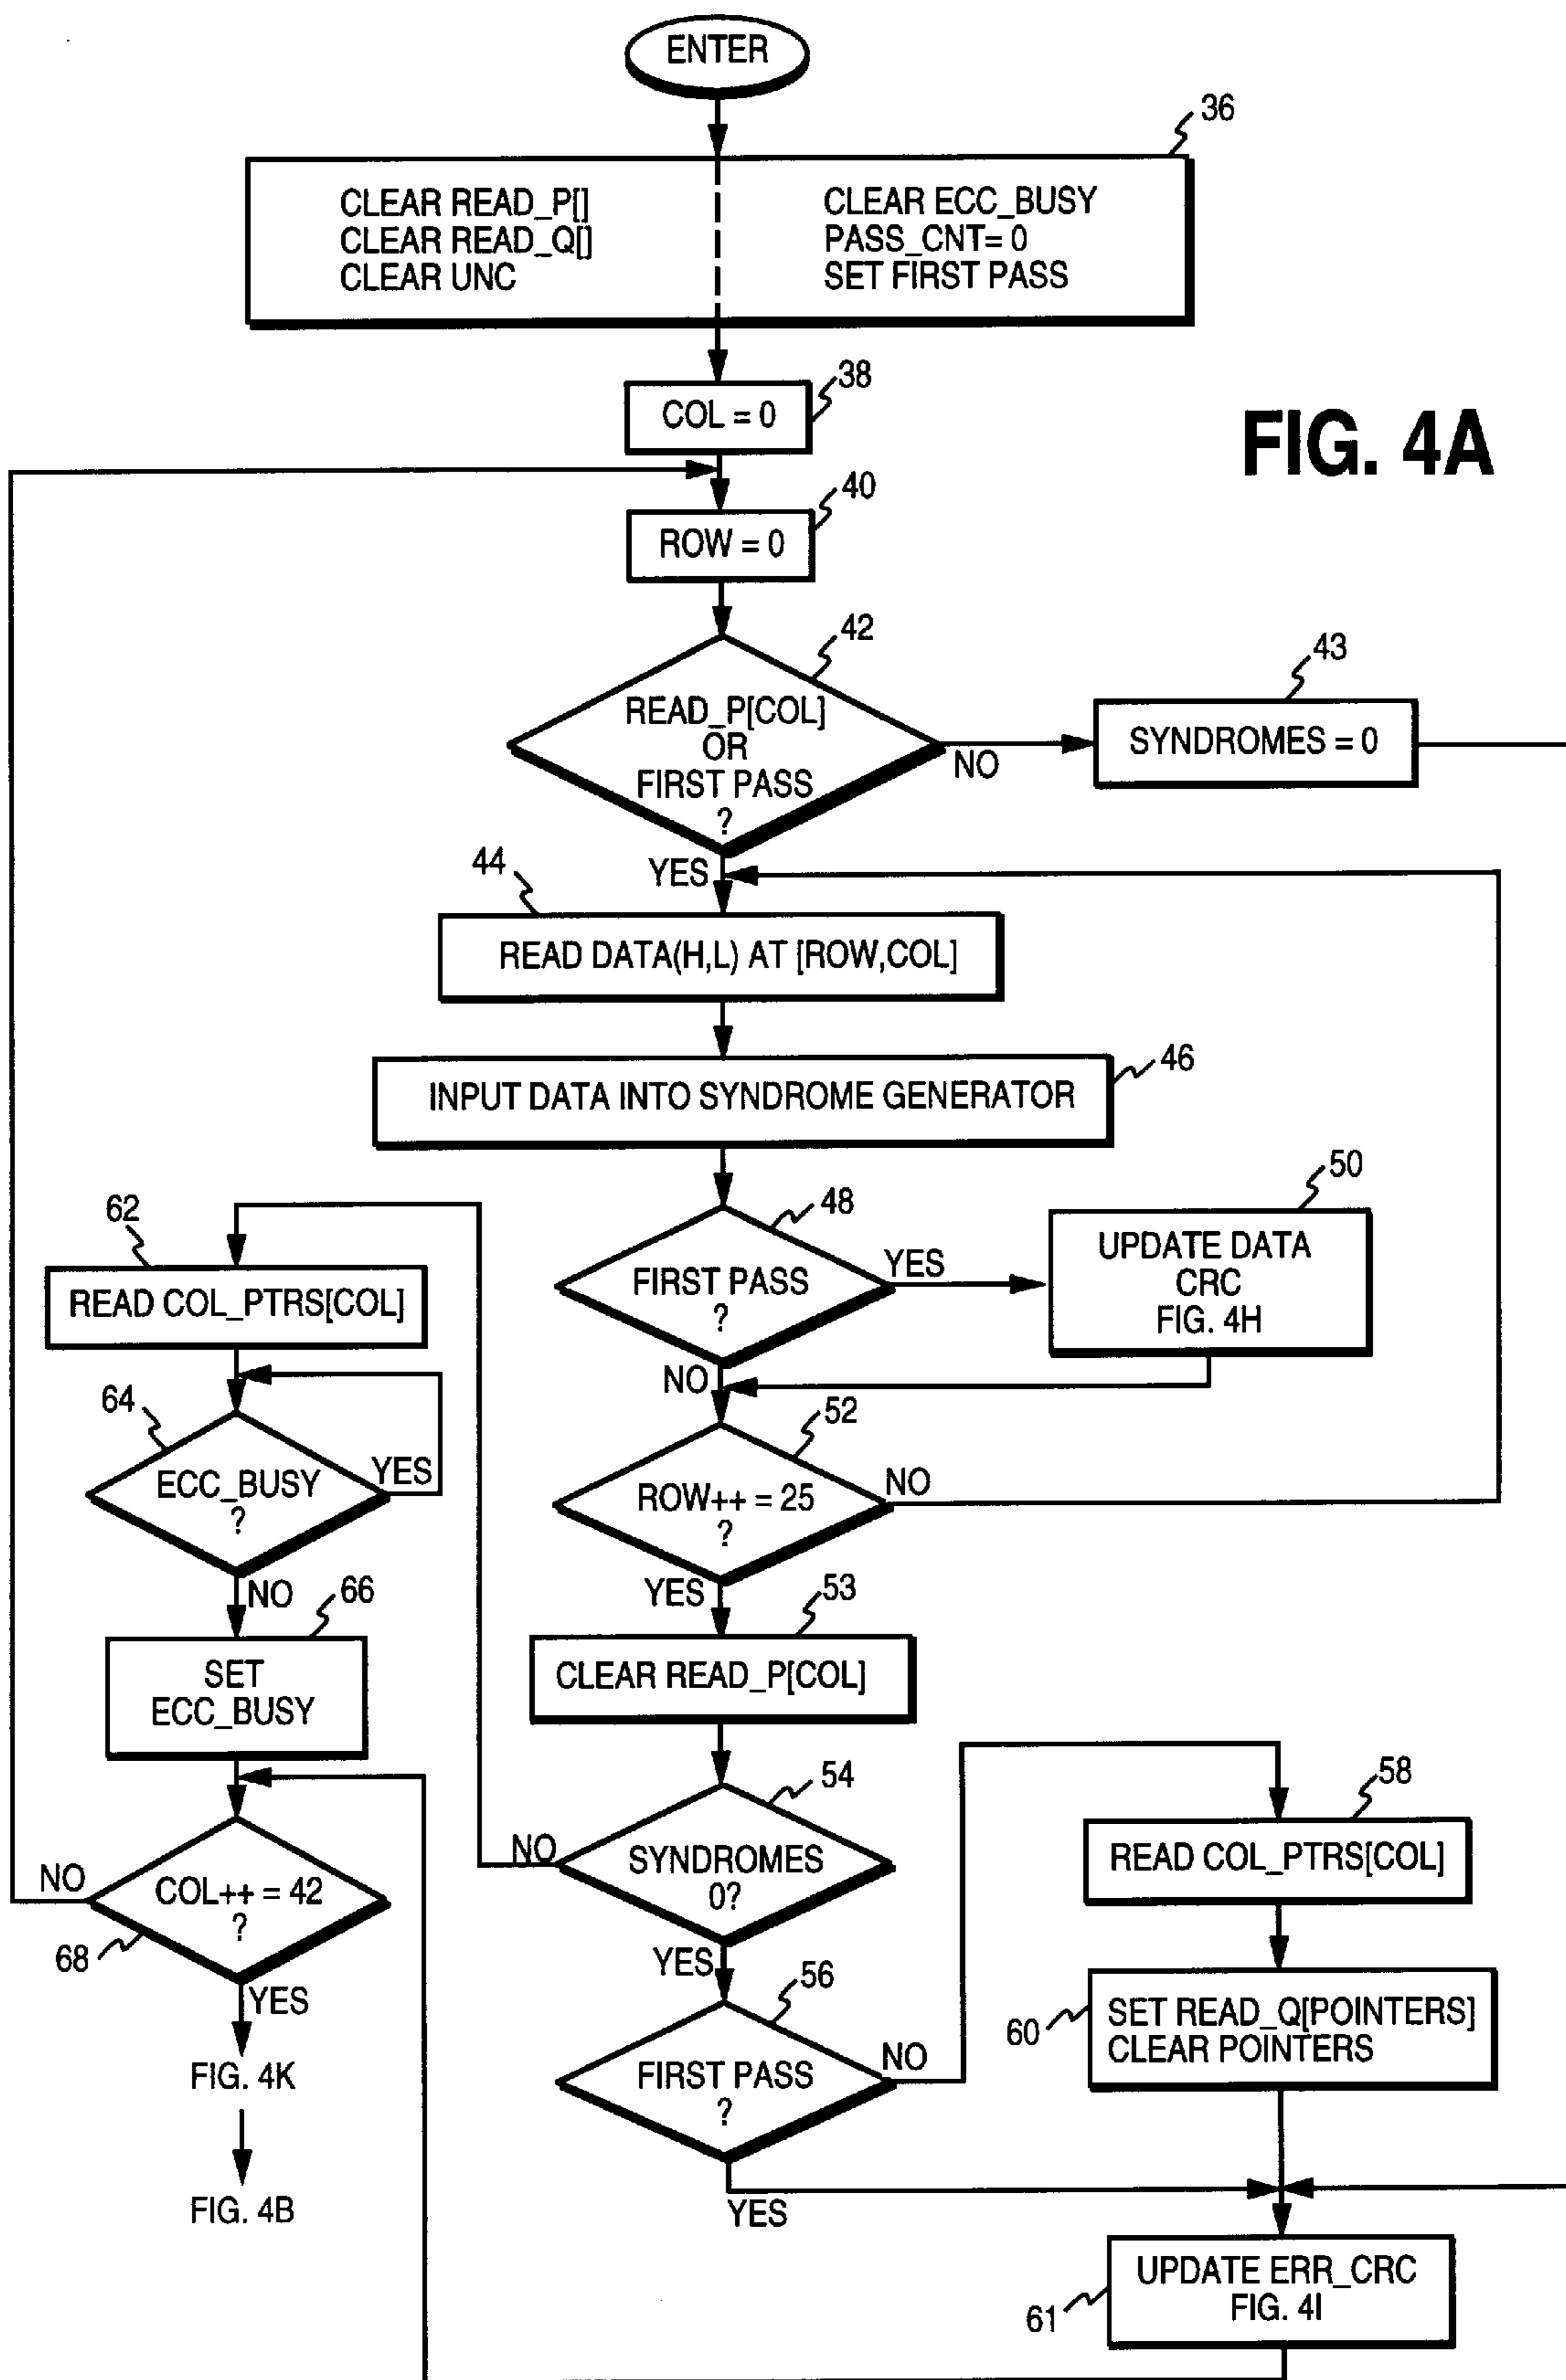 ENTER
36
CLEAR READ_P[]
CLEAR READ_Q[]
CLEAR UNC
CLEAR ECC_BUSY
PASS_CNT= 0
SET FIRST PASS
38
COL = 0
FIG. 4A
40
ROW = 0
42
READ_P[COL]
OR
FIRST PASS
?
NO
43
SYNDROMES = 0
YES
44
READ DATA(H,L) AT [ROW,COL]
46
INPUT DATA INTO SYNDROME GENERATOR
48
FIRST PASS
?
YES
50
UPDATE DATA
CRC
FIG. 4H
NO
52
ROW++ = 25
?
NO
YES
53
CLEAR READ_P[COL]
54
SYNDROMES
0?
NO
YES
56
FIRST PASS
?
NO
YES
58
READ COL_PTRS[COL]
60
SET READ_Q[POINTERS]
CLEAR POINTERS
61
UPDATE ERR_CRC
FIG. 4I
62
READ COL_PTRS[COL]
64
ECC_BUSY
?
YES
NO
66
SET
ECC_BUSY
68
COL++ = 42
?
NO
YES
FIG. 4K
FIG. 4B